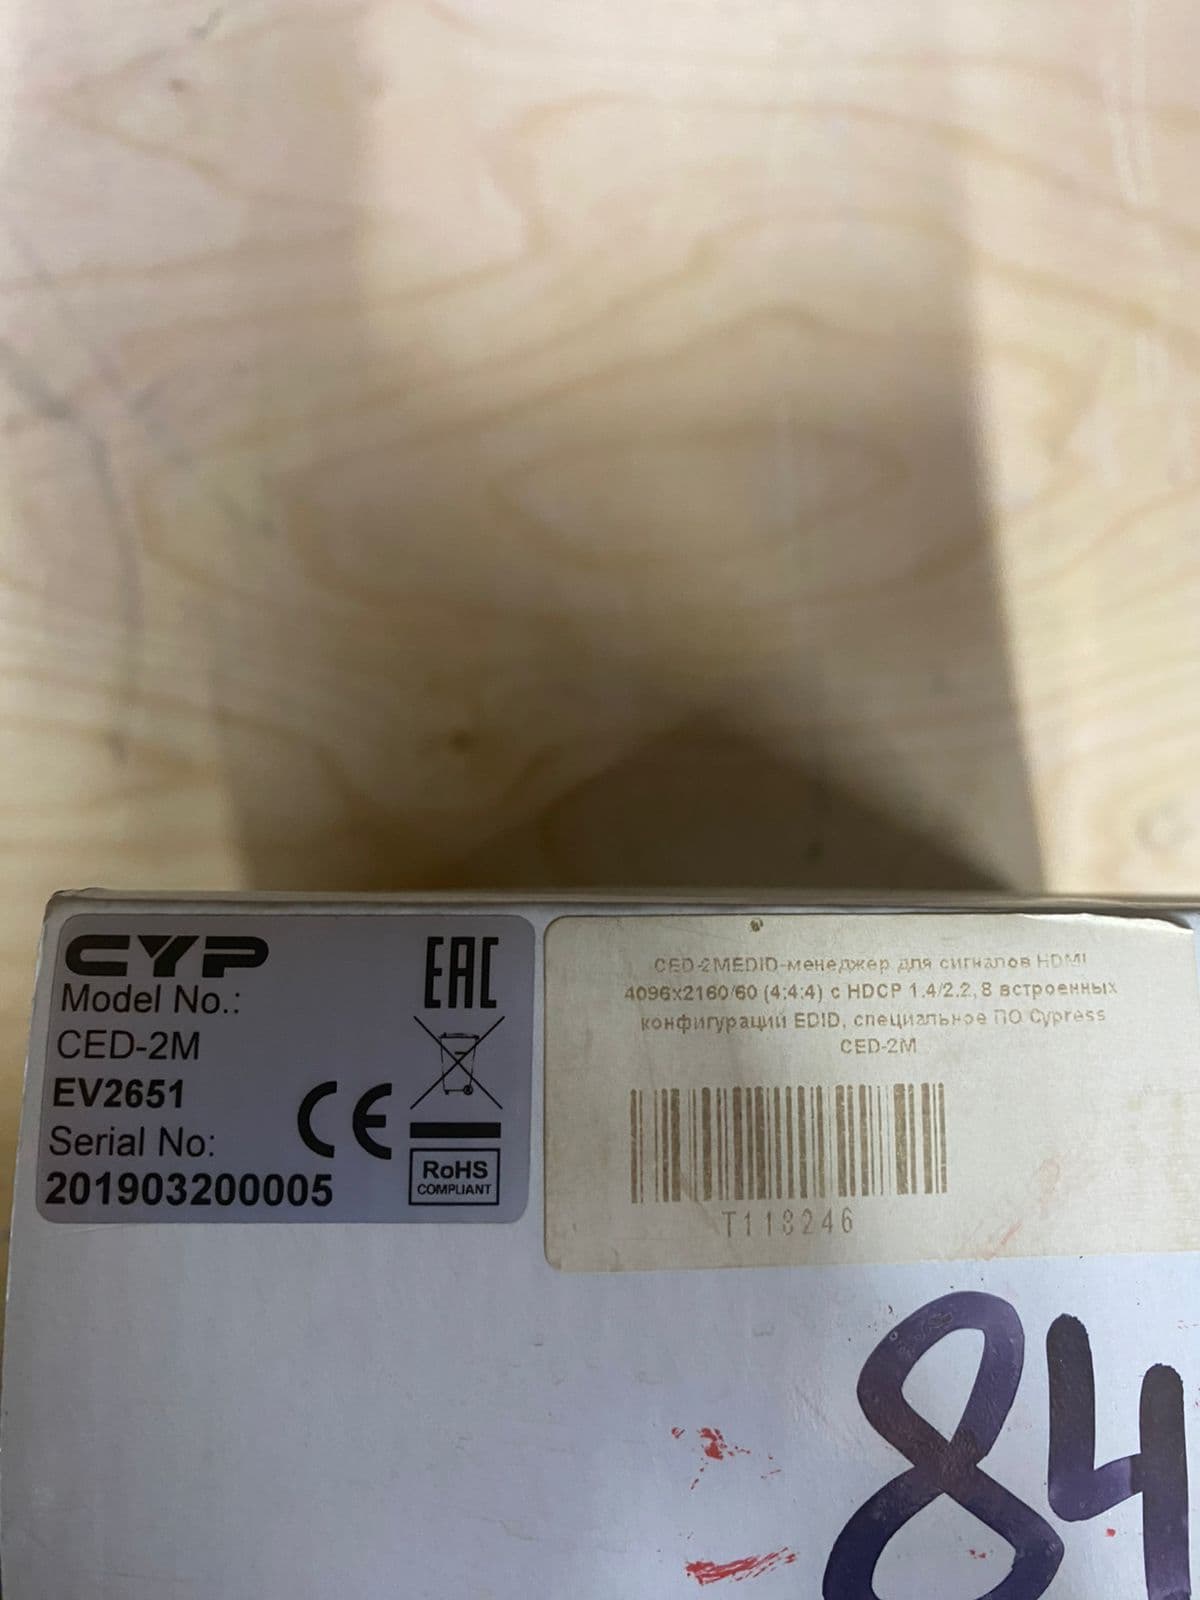 CYP
EAC
Model No.:
CED-2M
EV2651
Serial No:
201903200005
CE
RoHS
COMPLIANT
CED-2MEDID-менеджер для сигналов HDMI
4096x2160/60 (4:4:4) с HDCP 1.4/2.2, 8 встроенных
конфигураций EDID, специальное ПО Cypress
CED-2M
T118246
84